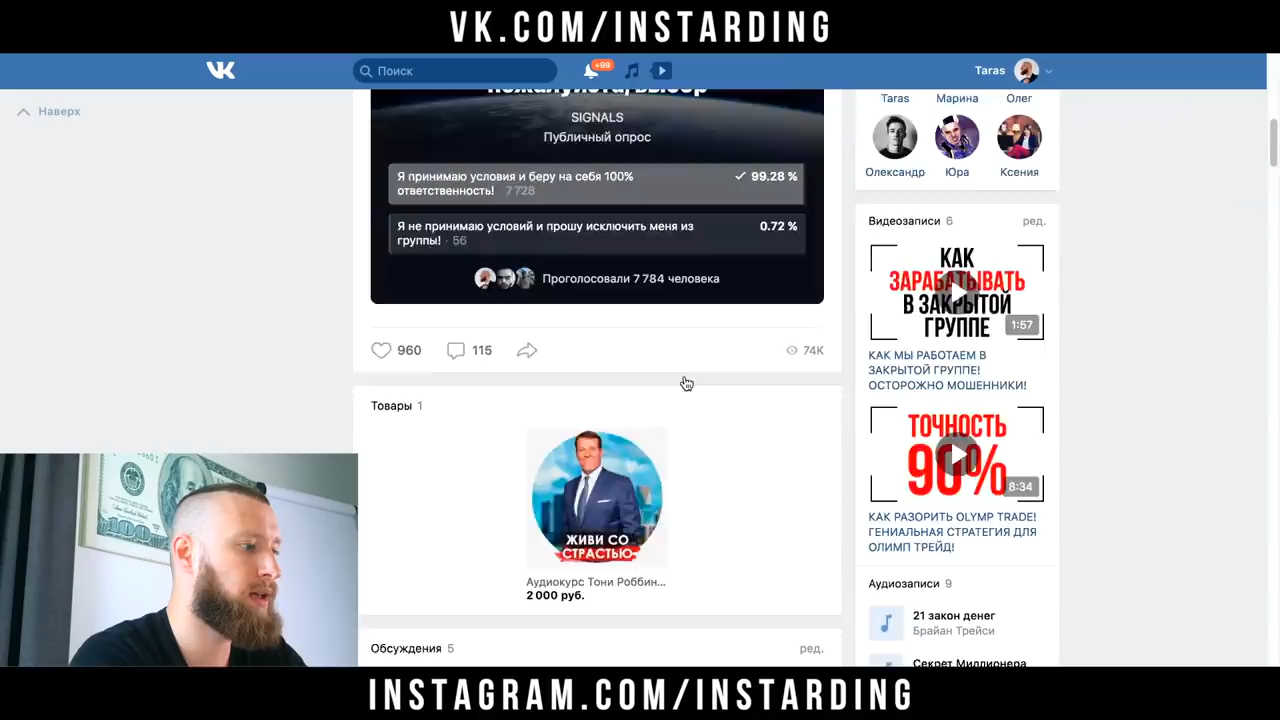 VK.COM/INSTARDING
Поиск
+99
Taras
Наверх
пожалуйста, выбор
SIGNALS
Публичный опрос
Я принимаю условия и беру на себя 100%
ответственность! 7 728
99.28 %
Я не принимаю условий и прошу исключить меня из
группы! · 56
0.72 %
Проголосовали 7 784 человека
960
115
74K
Товары 1
ЖИВИ СО
СТРАСТЬЮ
Аудиокурс Тони Роббин...
2 000 руб.
Обсуждения 5
ред.
Taras
Марина
Олег
Олександр
Юра
Ксения
Видеозаписи 6
ред.
КАК
ЗАРАБАТЫВАТЬ
В ЗАКРЫТОЙ
ГРУППЕ
1:57
КАК МЫ РАБОТАЕМ В
ЗАКРЫТОЙ ГРУППЕ!
ОСТОРОЖНО МОШЕННИКИ!
ТОЧНОСТЬ
90%
8:34
КАК РАЗОРИТЬ OLYMP TRADE!
ГЕНИАЛЬНАЯ СТРАТЕГИЯ ДЛЯ
ОЛИМП ТРЕЙД!
Аудиозаписи 9
21 закон денег
Брайан Трейси
Секрет Миллионера
100
INSTAGRAM.COM/INSTARDING